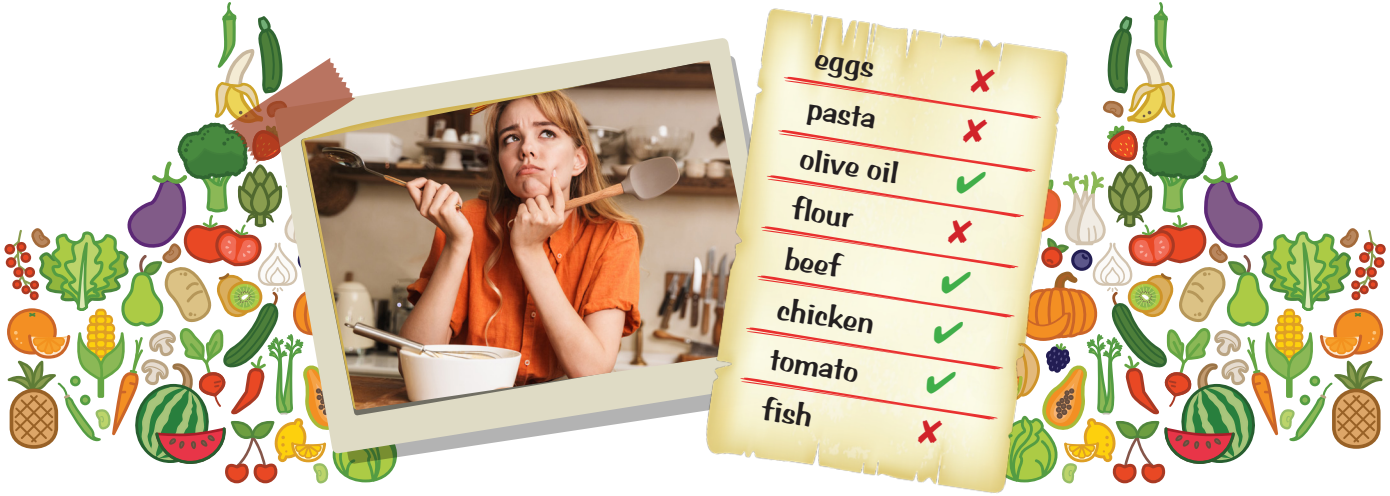 eggs ✘
pasta ✘
olive oil ✔
flour ✘
beef ✔
chicken ✔
tomato ✔
fish ✘